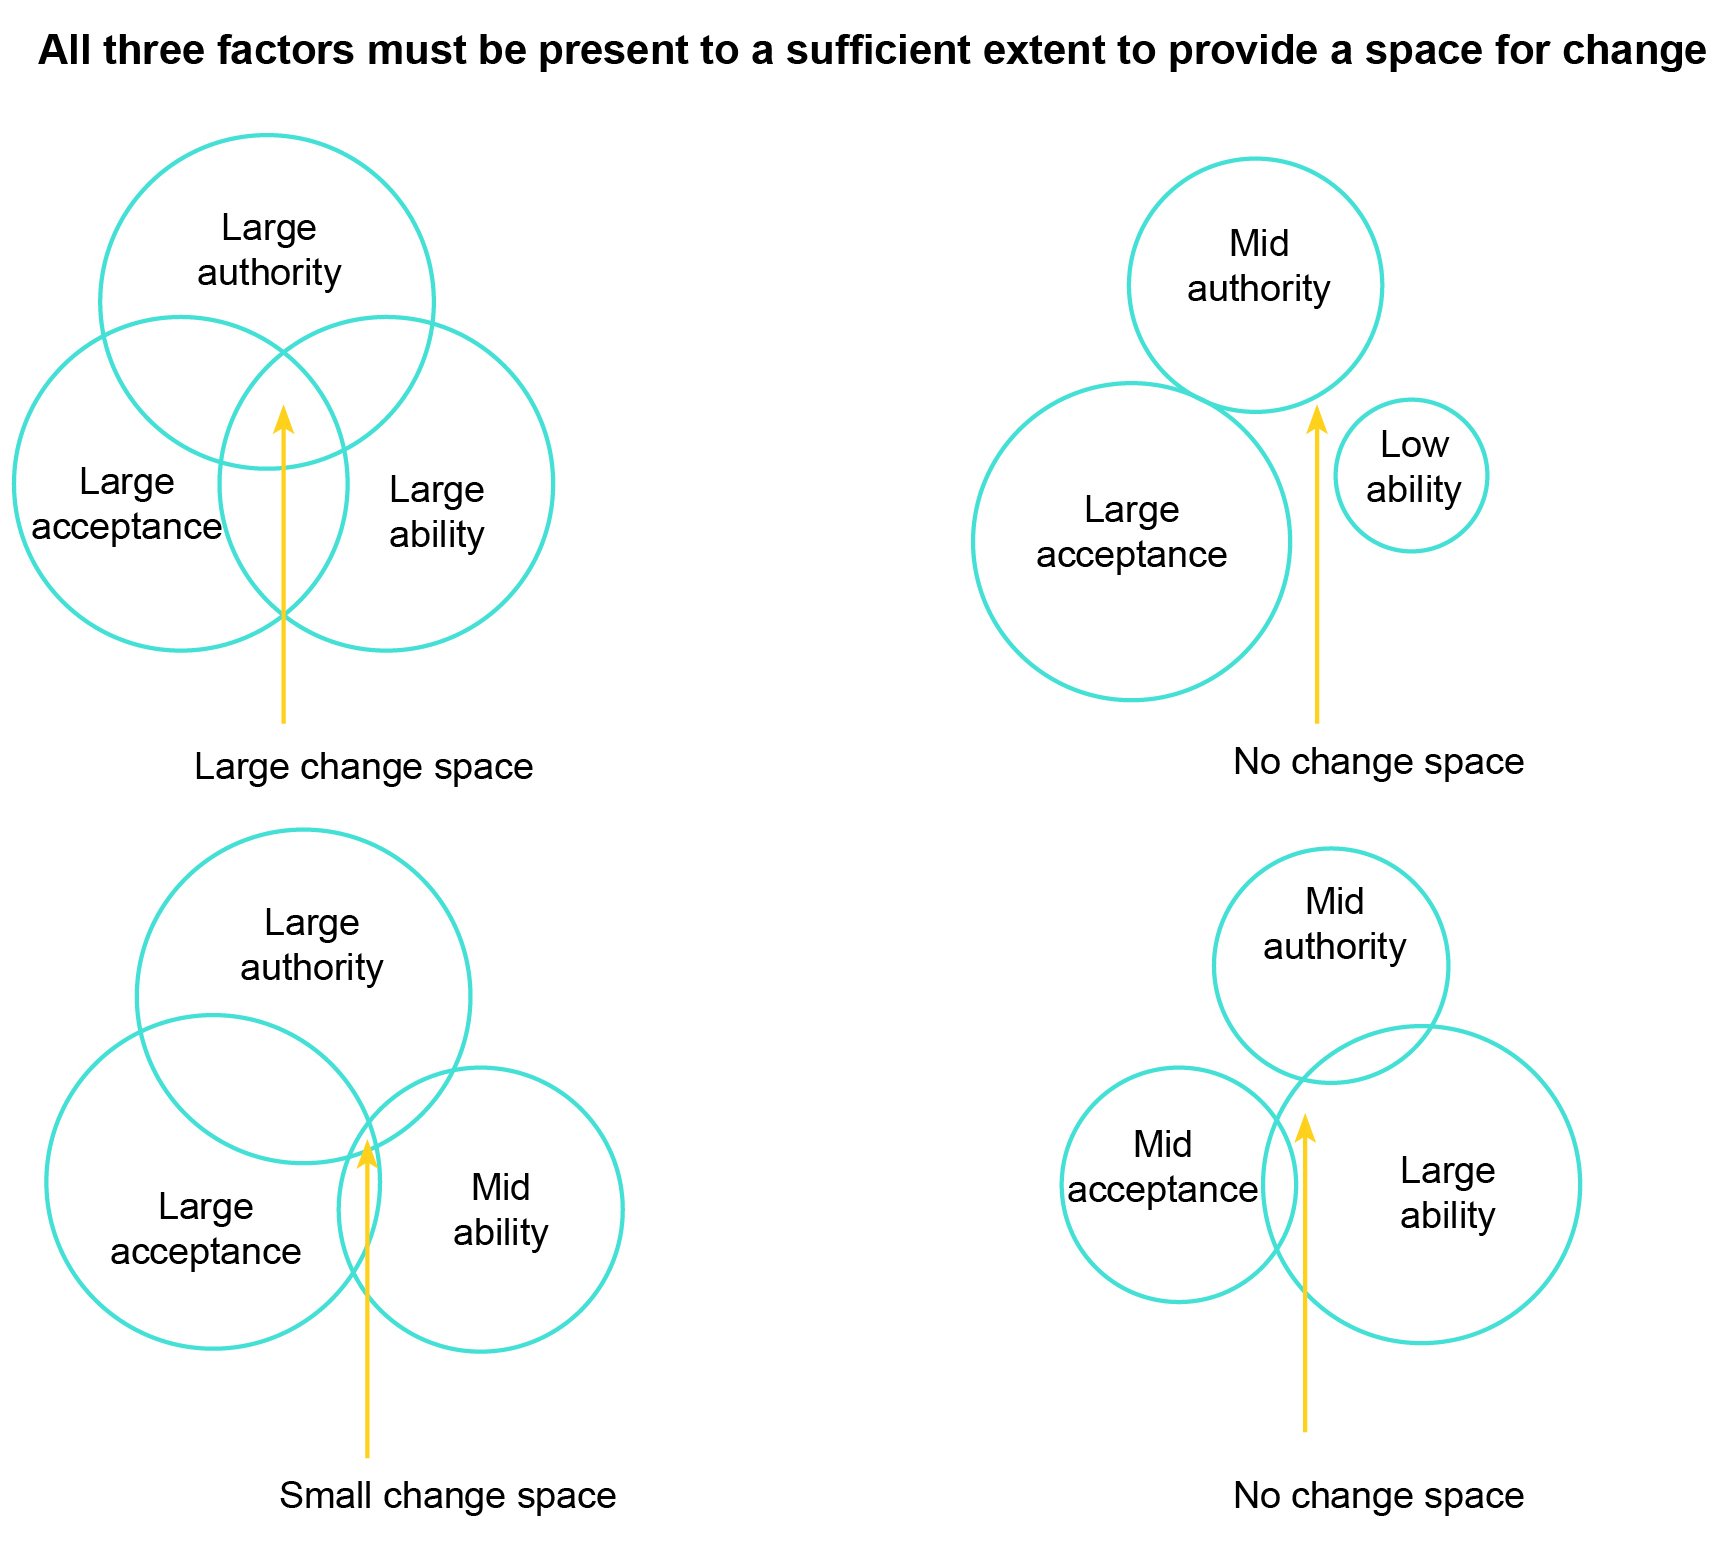 All three factors must be present to a sufficient extent to provide a space for change
Large
authority
Large
acceptance
Large
ability
Large change space
Mid
authority
Low
ability
Large
acceptance
No change space
Large
authority
Large
acceptance
Mid
ability
Small change space
Mid
authority
Mid
acceptance
Large
ability
No change space